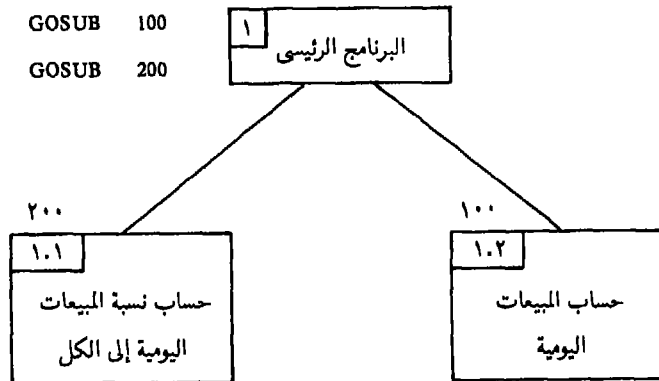 GOSUB 100
GOSUB 200
١
البرنامج الرئيسى
١٠٠
١.٢
حساب المبيعات
اليومية
٢٠٠
١.١
حساب نسبة المبيعات
اليومية إلى الكل